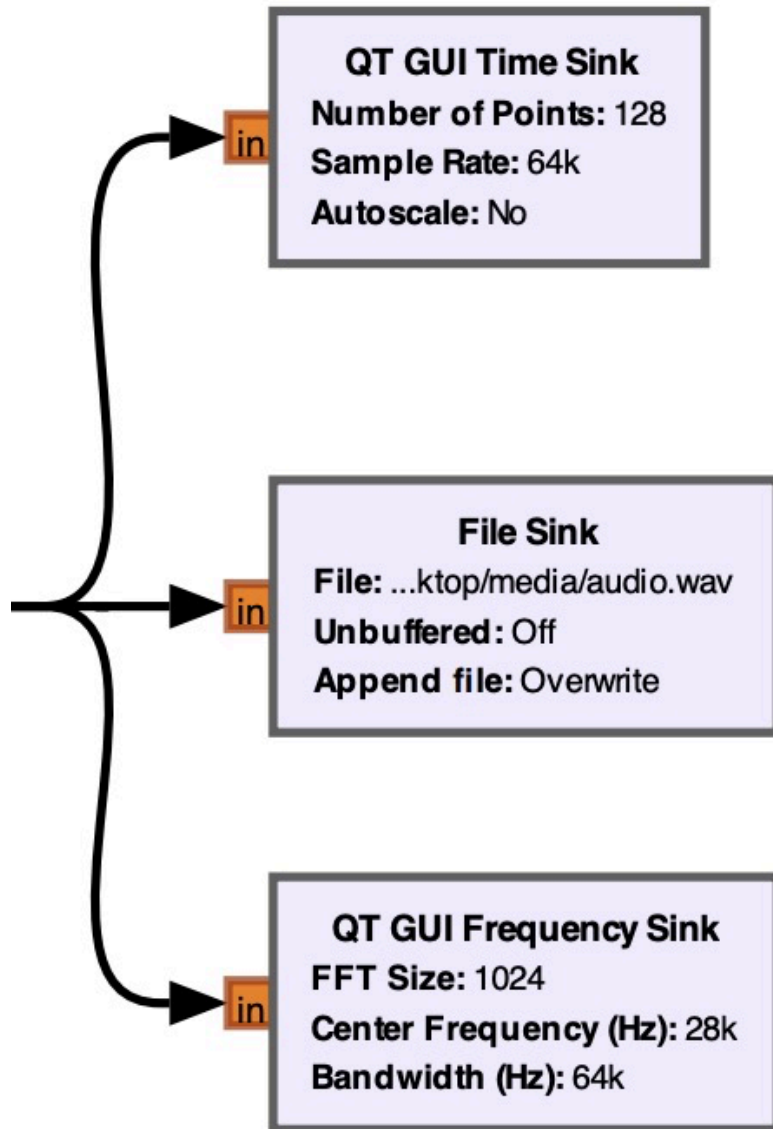 QT GUI Time Sink
Number of Points: 128
in
Sample Rate: 64k
Autoscale: No
File Sink
File: ...ktop/media/audio.wav
in
Unbuffered: Off
Append file: Overwrite
QT GUI Frequency Sink
FFT Size: 1024
in
Center Frequency (Hz): 28k
Bandwidth (Hz): 64k